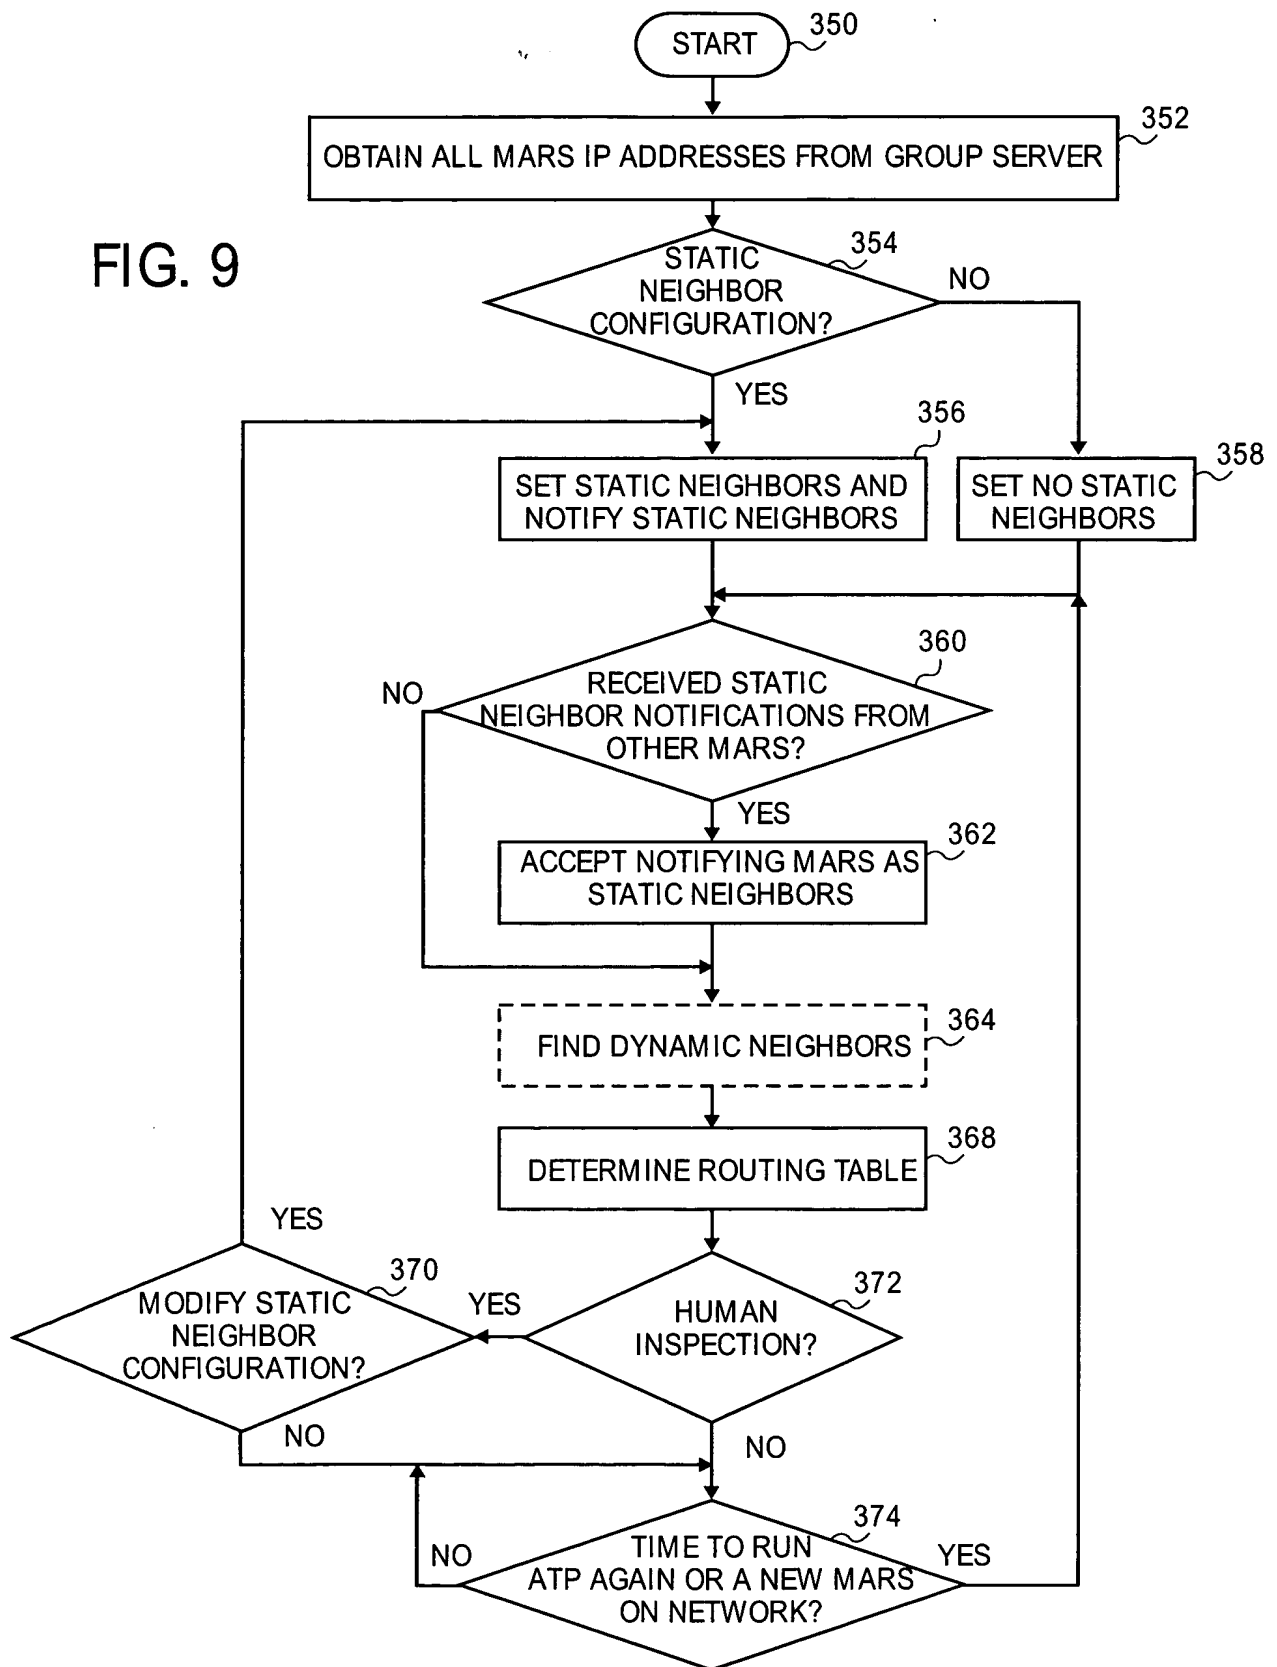 START
350
352
OBTAIN ALL MARS IP ADDRESSES FROM GROUP SERVER
FIG. 9
354
STATIC
NEIGHBOR
CONFIGURATION?
NO
YES
356
SET STATIC NEIGHBORS AND
NOTIFY STATIC NEIGHBORS
358
SET NO STATIC
NEIGHBORS
360
NO
RECEIVED STATIC
NEIGHBOR NOTIFICATIONS FROM
OTHER MARS?
YES
362
ACCEPT NOTIFYING MARS AS
STATIC NEIGHBORS
364
FIND DYNAMIC NEIGHBORS
368
DETERMINE ROUTING TABLE
YES
370
MODIFY STATIC
NEIGHBOR
CONFIGURATION?
YES
372
HUMAN
INSPECTION?
NO
NO
374
NO
TIME TO RUN
ATP AGAIN OR A NEW MARS
ON NETWORK?
YES